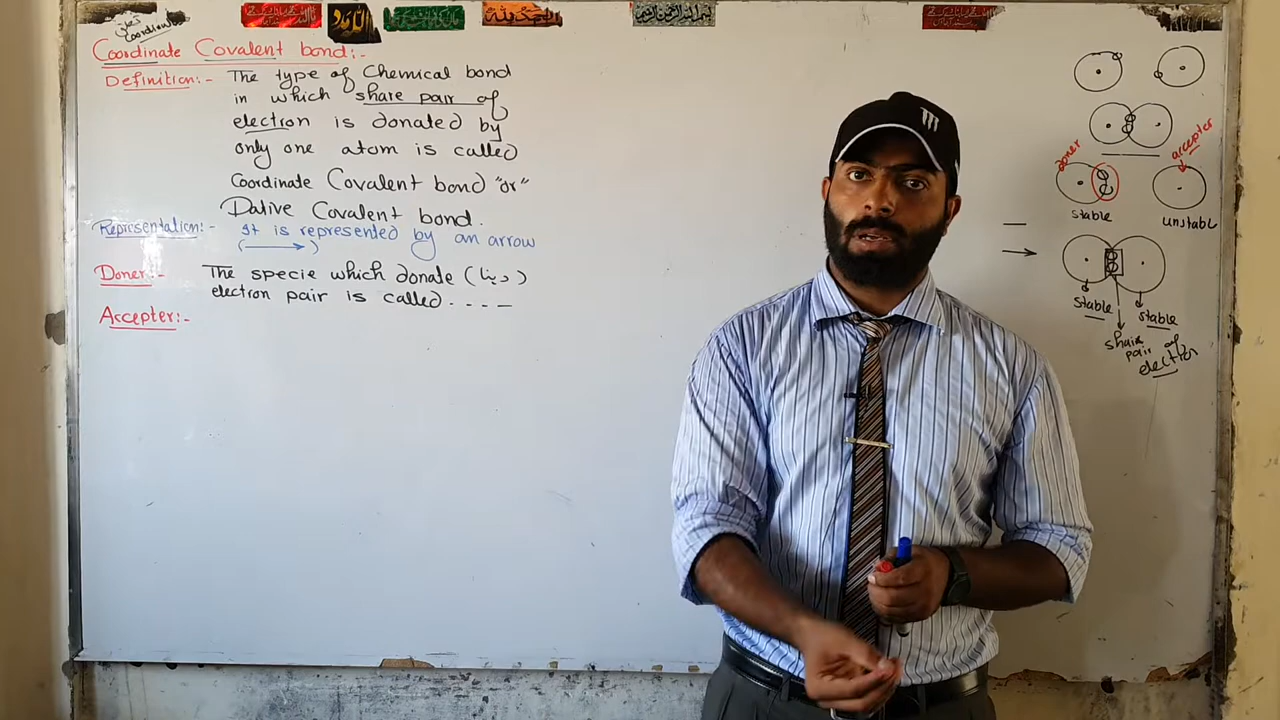 Coordinate Covalent bond:-
Definition:- The type of Chemical bond
in which share pair of
electron is donated by
only one atom is called
Coordinate Covalent bond "or"
Dative Covalent bond.
Representation:- It is represented by an arrow
(⟶)
Doner:- The specie which donate (دینا)
electron pair is called - - - -
Accepter:-
doner
accepter
stable
unstabl
stable
stable
share
pair of
electron